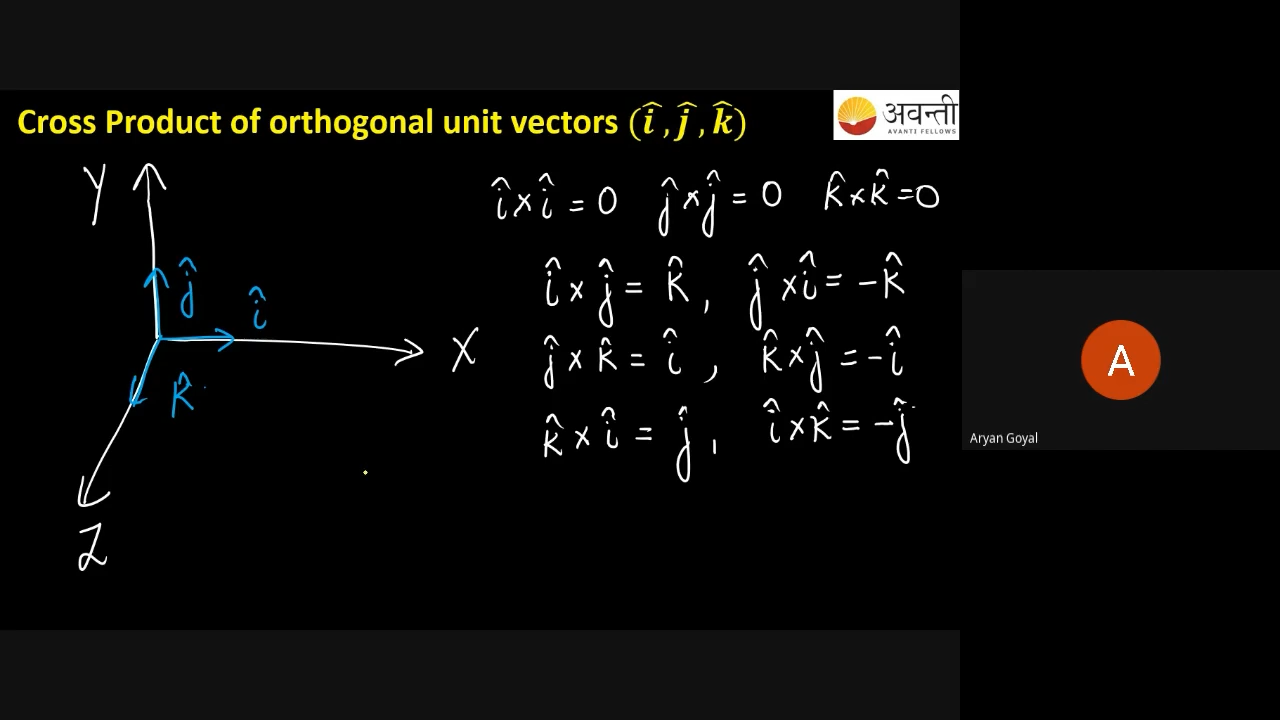 Cross Product of orthogonal unit vectors (î, ĵ, k̂)
अवन्ती
AVANTI FELLOWS
Y
î × î = 0 ĵ × ĵ = 0 k̂ × k̂ = 0
î × ĵ = k̂, ĵ × î = -k̂
ĵ
î
X
ĵ × k̂ = î, k̂ × ĵ = -î
k̂
k̂ × î = ĵ, î × k̂ = -ĵ
Z
A
Aryan Goyal